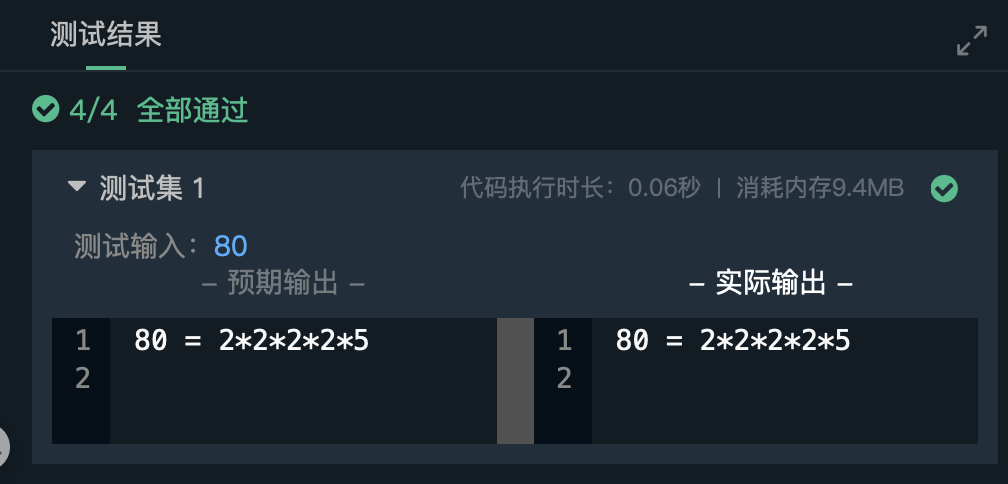 测试结果
4/4 全部通过
测试集 1 代码执行时长：0.06秒 | 消耗内存9.4MB
测试输入：80
– 预期输出 – – 实际输出 –
1 80 = 2*2*2*2*5 1 80 = 2*2*2*2*5
2 2